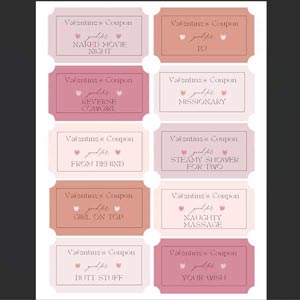 Valentine's Coupon
good for
NAKED MOVIE
NIGHT
Valentine's Coupon
good for
BJ
Valentine's Coupon
good for
REVERSE
COWGIRL
Valentine's Coupon
good for
MISSIONARY
Valentine's Coupon
good for
FROM BEHIND
Valentine's Coupon
good for
STEAMY SHOWER
FOR TWO
Valentine's Coupon
good for
GIRL ON TOP
Valentine's Coupon
good for
NAUGHTY
MASSAGE
Valentine's Coupon
good for
BUTT STUFF
Valentine's Coupon
good for
YOUR WISH